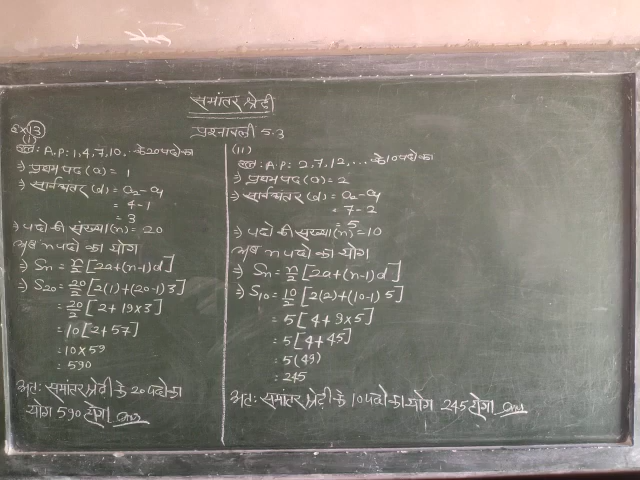 समांतर श्रेढ़ी
प्रश्नावली 5.3
Ex 13
(i)
हल: A.P: 1,4,7,10,... के 20 पदों का
⇒ प्रथम पद (a) = 1
⇒ सार्व अंतर (d) = a₂-a₁
= 4-1
= 3
⇒ पदों की संख्या (n) = 20
अब n पदों का योग
⇒ Sn = n/2 [2a+(n-1)d]
⇒ S20 = 20/2 [2(1)+(20-1)3]
= 20/2 [2+19×3]
= 10[2+57]
= 10×59
= 590
अत: समांतर श्रेढ़ी के 20 पदों का
योग 590 होगा। Ans
(ii)
हल: A.P: 2,7,12,... के 10 पदों का
⇒ प्रथम पद (a) = 2
⇒ सार्व अंतर (d) = a₂-a₁
= 7-2
= 5
⇒ पदों की संख्या (n) = 10
अब n पदों का योग
⇒ Sn = n/2 [2a+(n-1)d]
⇒ S10 = 10/2 [2(2)+(10-1)5]
= 5[4+9×5]
= 5[4+45]
= 5(49)
= 245
अत: समांतर श्रेढ़ी के 10 पदों का योग 245 होगा। Ans